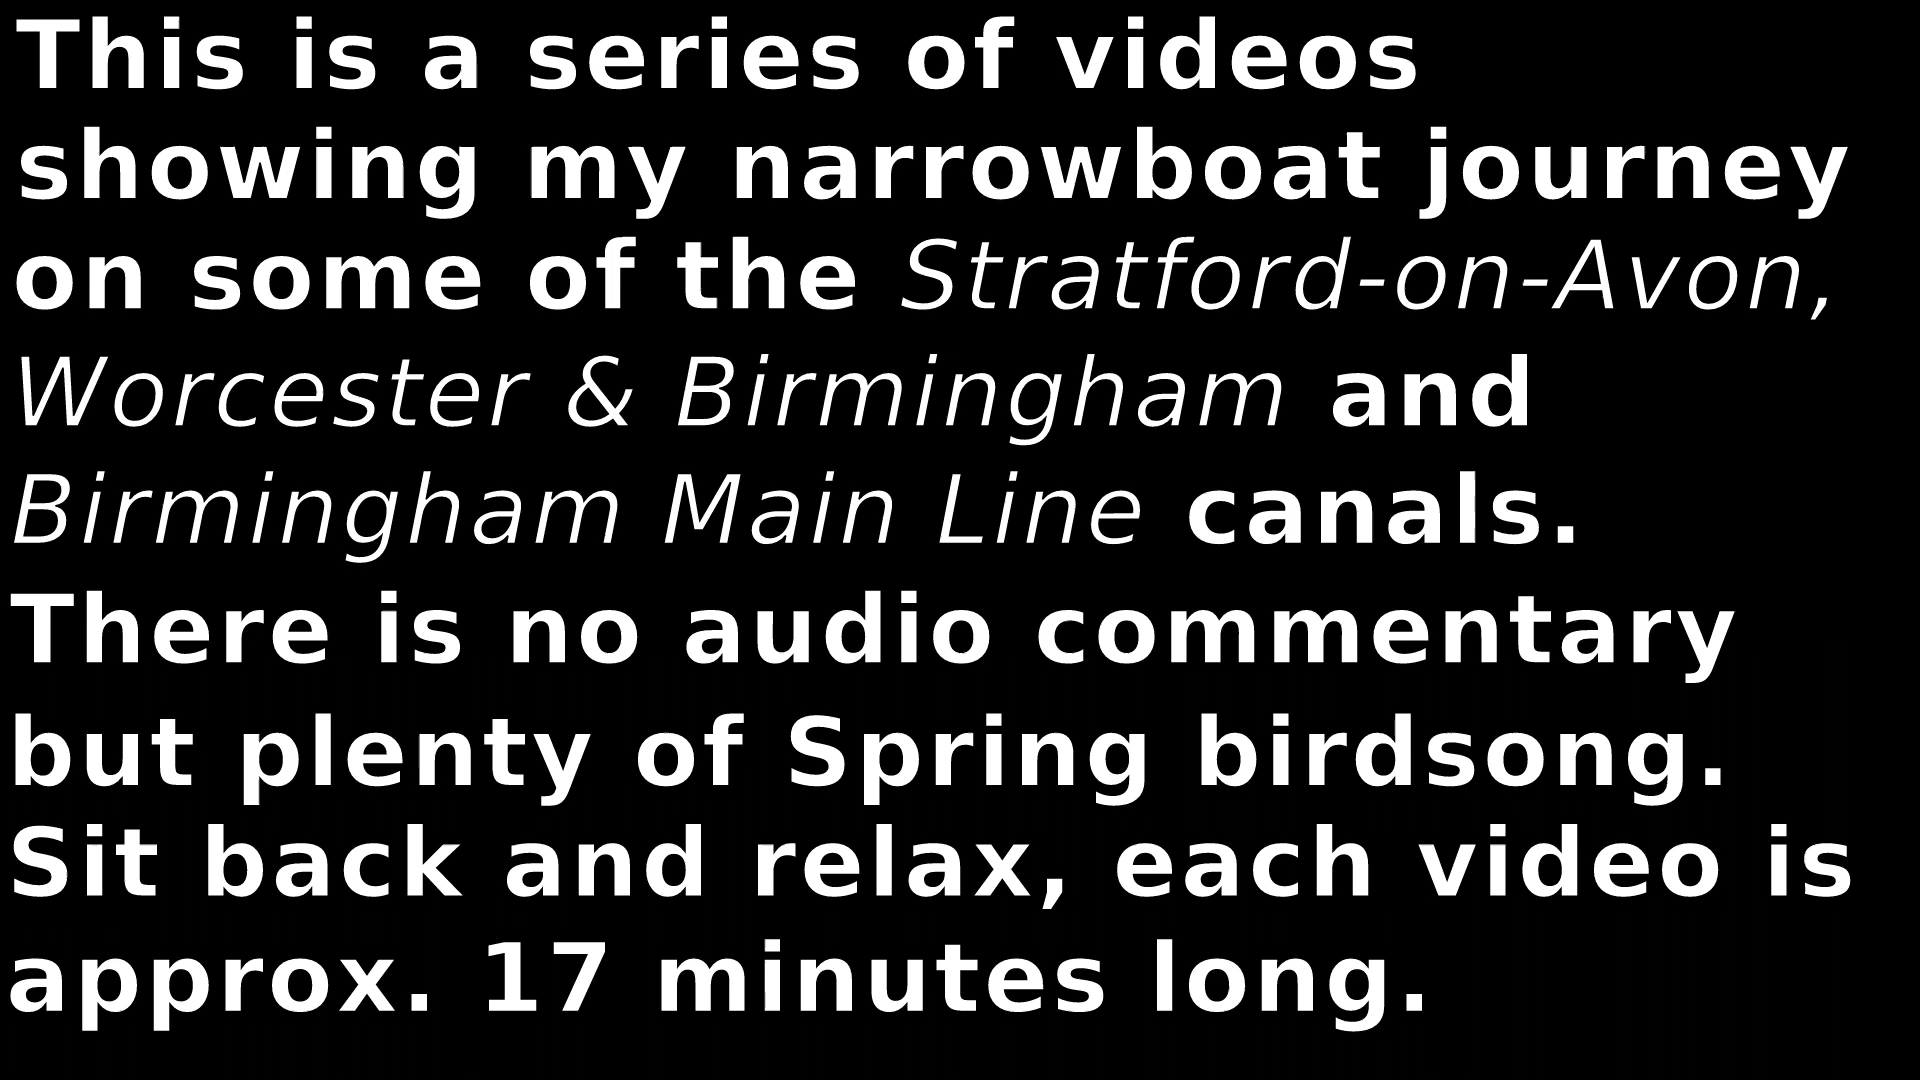 This is a series of videos
showing my narrowboat journey
on some of the Stratford-on-Avon,
Worcester & Birmingham and
Birmingham Main Line canals.
There is no audio commentary
but plenty of Spring birdsong.
Sit back and relax, each video is
approx. 17 minutes long.